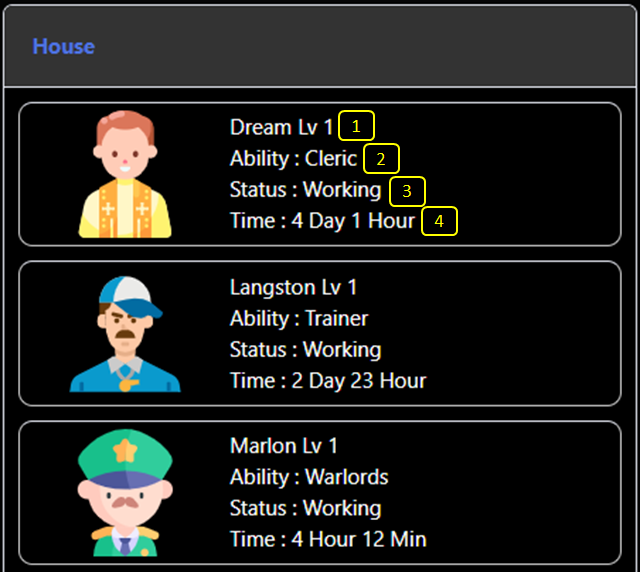 House
Dream Lv 1 1
Ability : Cleric 2
Status : Working 3
Time : 4 Day 1 Hour 4
Langston Lv 1
Ability : Trainer
Status : Working
Time : 2 Day 23 Hour
Marlon Lv 1
Ability : Warlords
Status : Working
Time : 4 Hour 12 Min